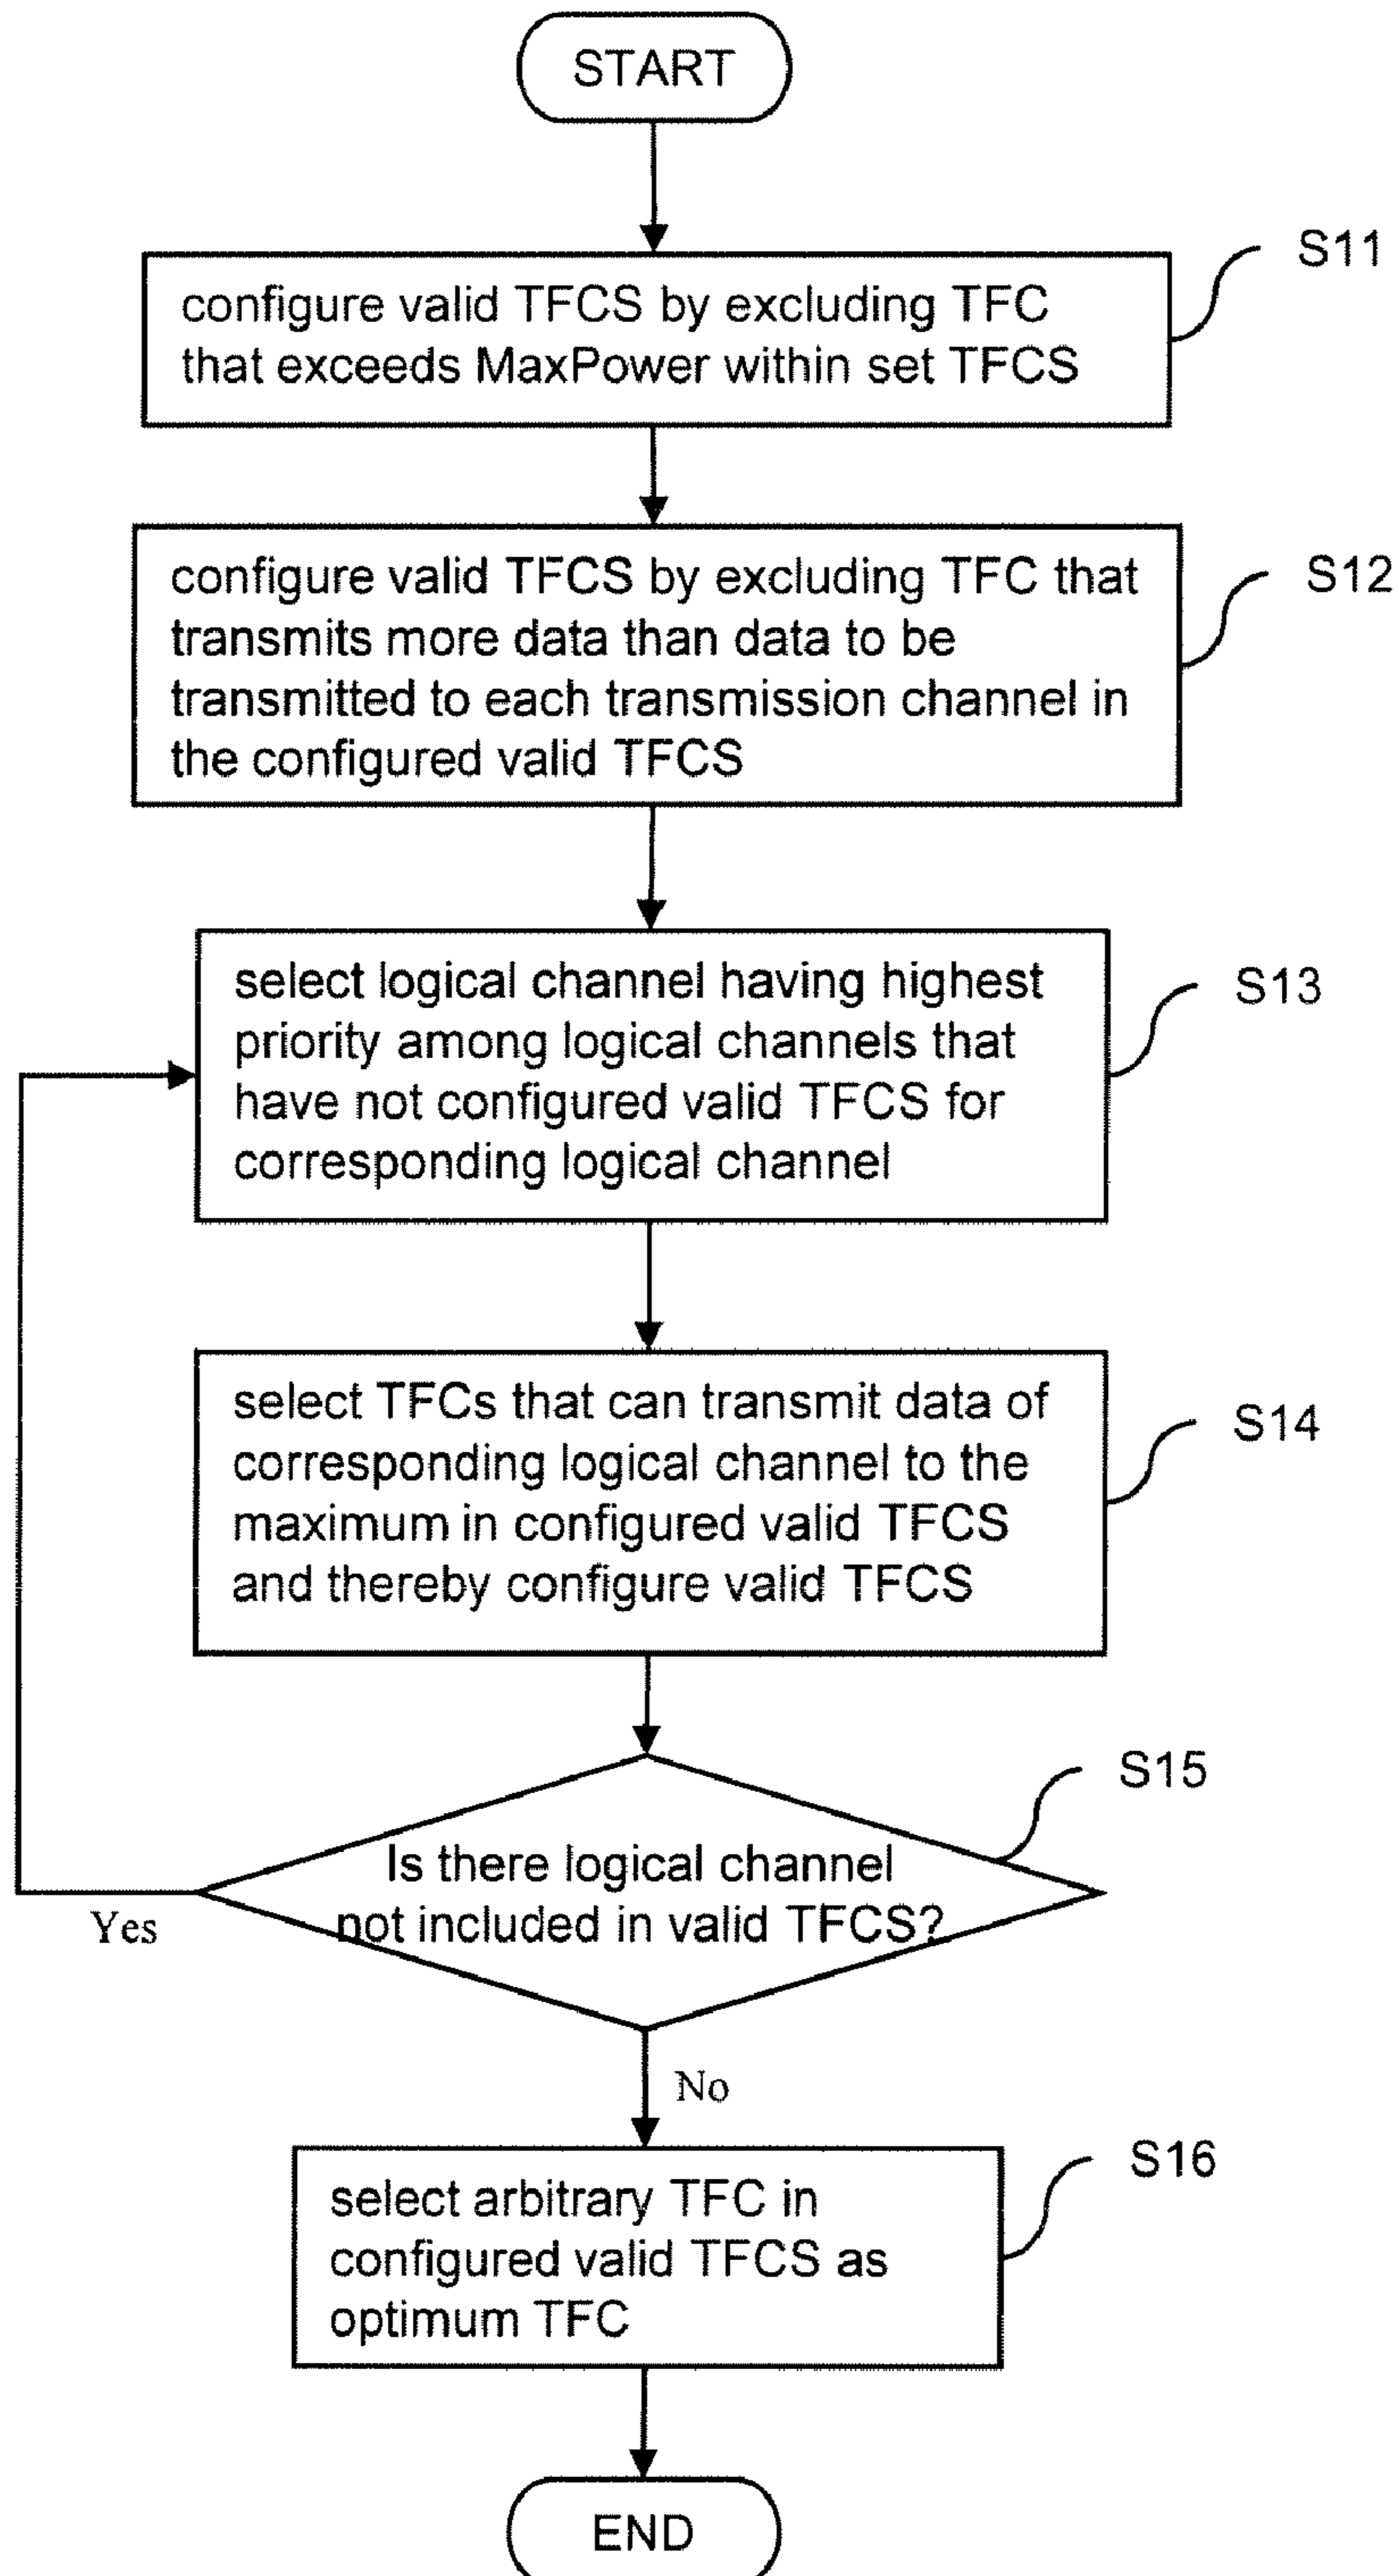 START
S11
configure valid TFCS by excluding TFC
that exceeds MaxPower within set TFCS
S12
configure valid TFCS by excluding TFC that
transmits more data than data to be
transmitted to each transmission channel in
the configured valid TFCS
S13
select logical channel having highest
priority among logical channels that
have not configured valid TFCS for
corresponding logical channel
S14
select TFCs that can transmit data of
corresponding logical channel to the
maximum in configured valid TFCS
and thereby configure valid TFCS
S15
Is there logical channel
not included in valid TFCS?
Yes
No
S16
select arbitrary TFC in
configured valid TFCS as
optimum TFC
END